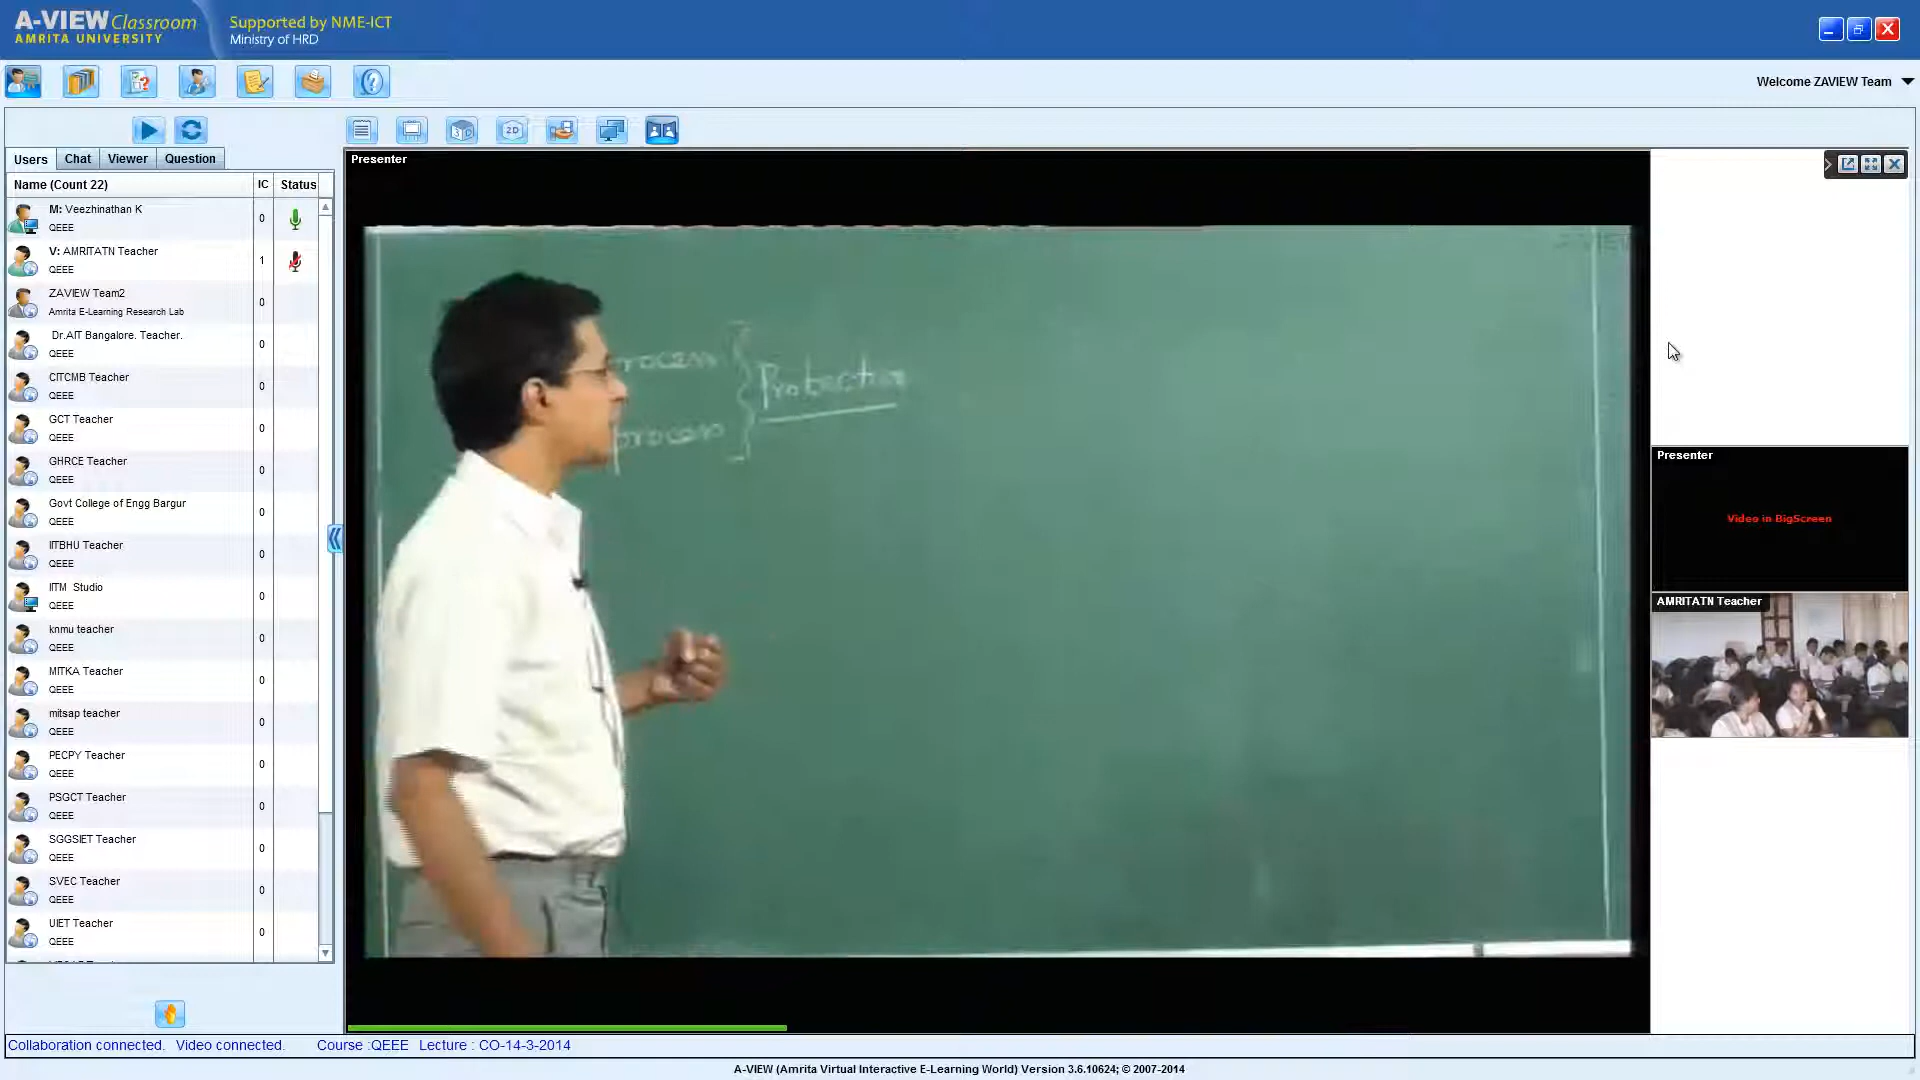 A-VIEW Classroom
AMRITA UNIVERSITY
Supported by NME-ICT
Ministry of HRD
Welcome ZAVIEW Team
3D
2D
Users
Chat
Viewer
Question
Name (Count 22)
IC
Status
M: Veezhinathan K
QEEE
0
V: AMRITATN Teacher
QEEE
1
ZAVIEW Team2
Amrita E-Learning Research Lab
0
Dr.AIT Bangalore. Teacher.
QEEE
0
CITCMB Teacher
QEEE
0
GCT Teacher
QEEE
0
GHRCE Teacher
QEEE
0
Govt College of Engg Bargur
QEEE
0
IITBHU Teacher
QEEE
0
IITM Studio
QEEE
0
knmu teacher
QEEE
0
MITKA Teacher
QEEE
0
mitsap teacher
QEEE
0
PECPY Teacher
QEEE
0
PSGCT Teacher
QEEE
0
SGGSIET Teacher
QEEE
0
SVEC Teacher
QEEE
0
UIET Teacher
QEEE
0
Presenter
process
process
Protection
Presenter
Video in BigScreen
AMRITATN Teacher
Collaboration connected. Video connected. Course :QEEE Lecture : CO-14-3-2014
A-VIEW (Amrita Virtual Interactive E-Learning World) Version 3.6.10624; © 2007-2014